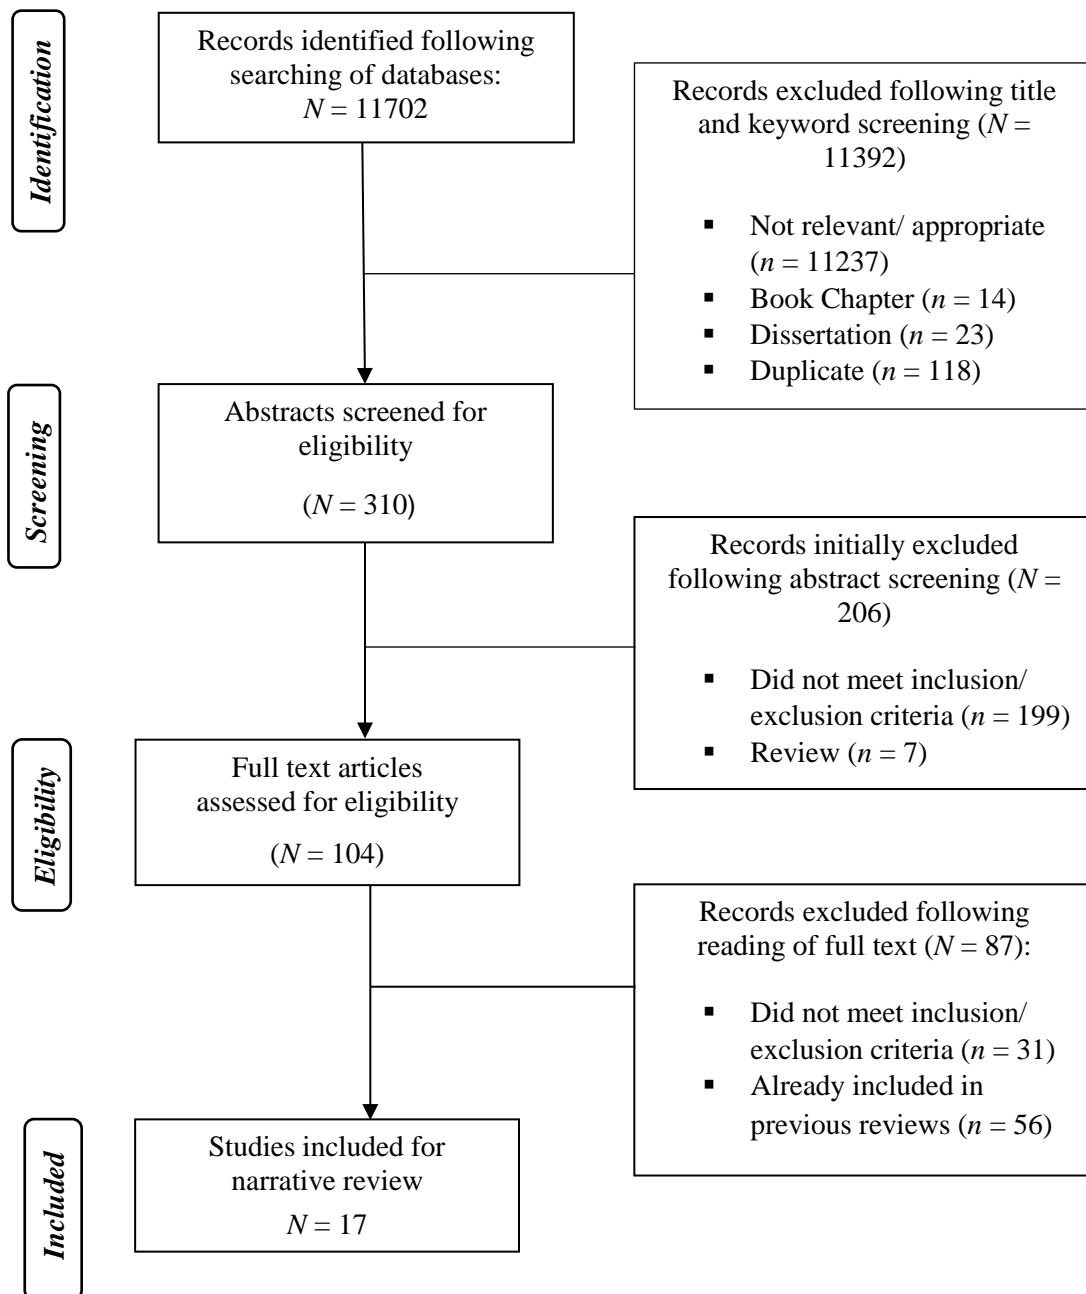 Identification
Records identified following
searching of databases:
N = 11702
Records excluded following title
and keyword screening (N =
11392)
▪ Not relevant/ appropriate
(n = 11237)
▪ Book Chapter (n = 14)
▪ Dissertation (n = 23)
▪ Duplicate (n = 118)
Screening
Abstracts screened for
eligibility
(N = 310)
Records initially excluded
following abstract screening (N =
206)
▪ Did not meet inclusion/
exclusion criteria (n = 199)
▪ Review (n = 7)
Eligibility
Full text articles
assessed for eligibility
(N = 104)
Records excluded following
reading of full text (N = 87):
▪ Did not meet inclusion/
exclusion criteria (n = 31)
▪ Already included in
previous reviews (n = 56)
Included
Studies included for
narrative review
N = 17